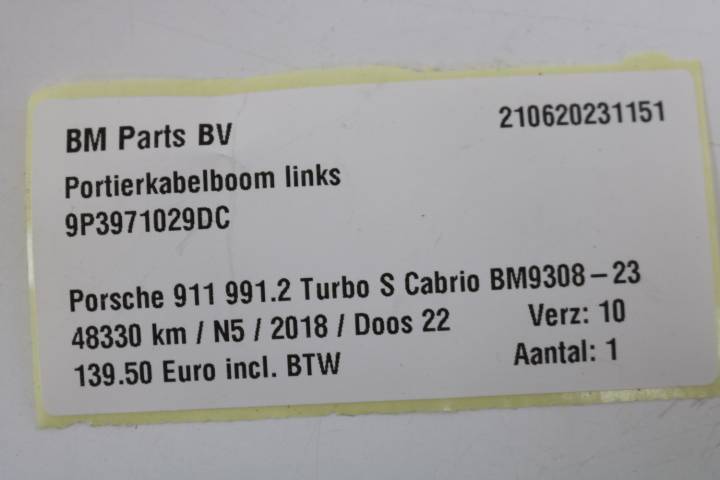 BM Parts BV 210620231151
Portierkabelboom links
9P3971029DC
Porsche 911 991.2 Turbo S Cabrio BM9308-23
48330 km / N5 / 2018 / Doos 22 Verz: 10
139.50 Euro incl. BTW Aantal: 1